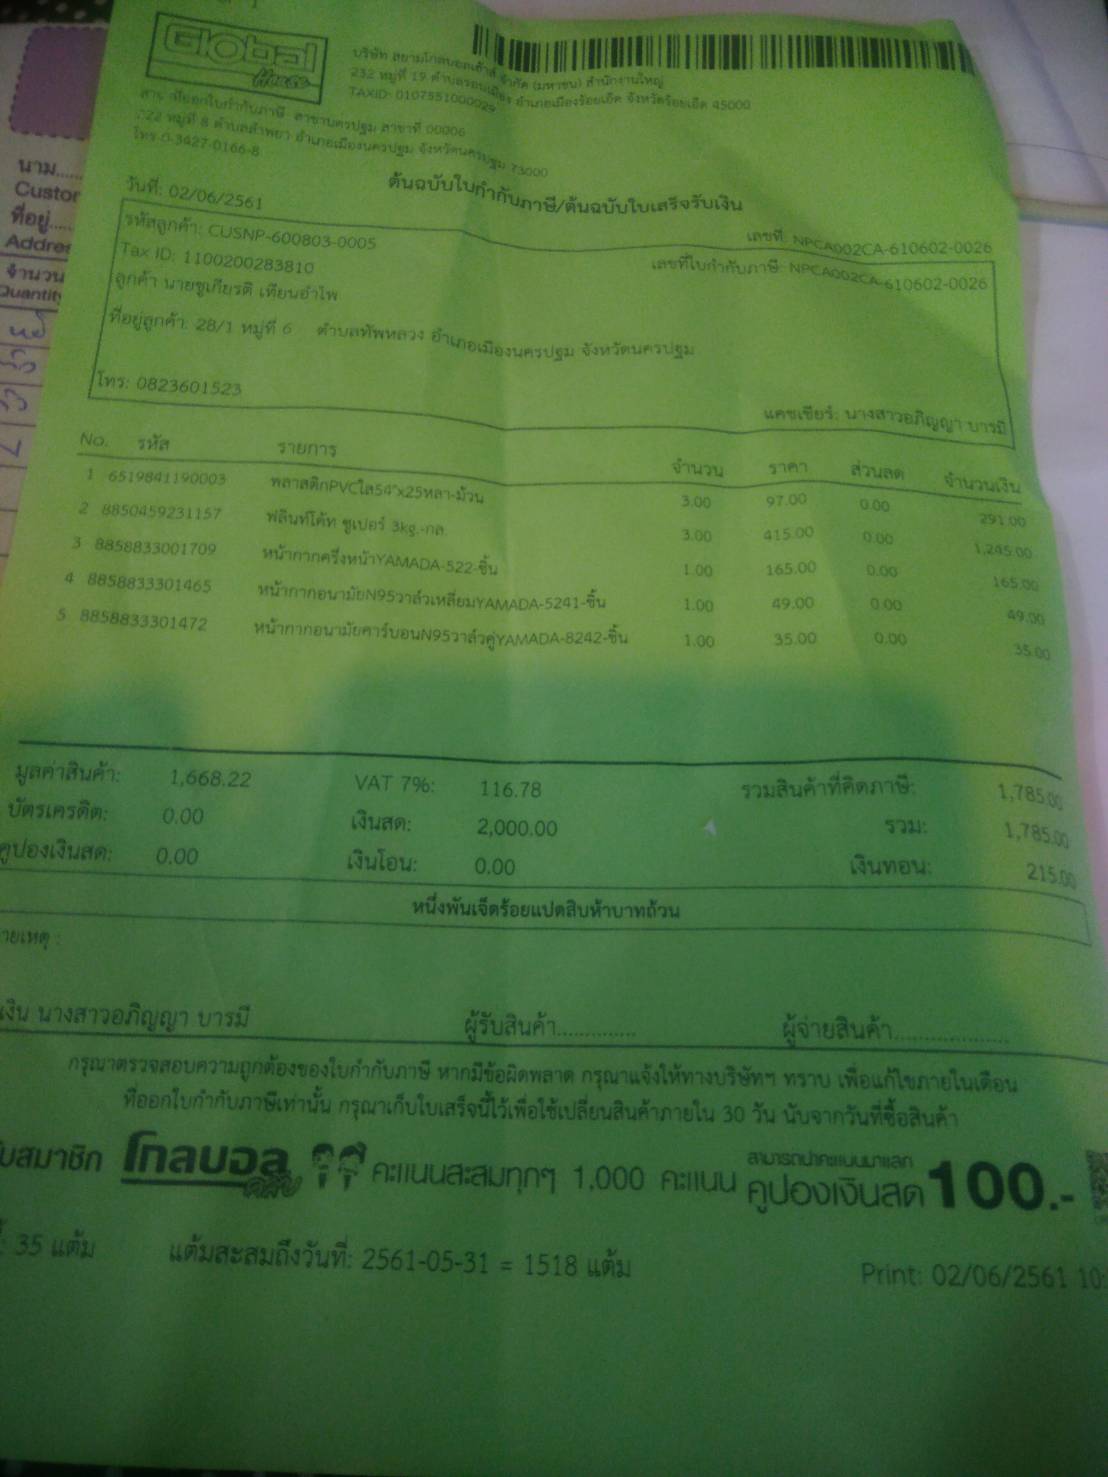 Global
House
บริษัท สยามโกลบอลเฮ้าส์ จำกัด (มหาชน) สำนักงานใหญ่
232 หมู่ที่ 19 ตำบลรอบเมือง อำเภอเมืองร้อยเอ็ด จังหวัดร้อยเอ็ด 45000
TAXID: 0107551000029
ที่ออกใบกำกับภาษี สาขานครปฐม สาขาที่ 00006
222 หมู่ที่ 8 ตำบลลำพยา อำเภอเมืองนครปฐม จังหวัดนครปฐม 73000
โทร 0-3427-0166-8
ต้นฉบับใบกำกับภาษี/ต้นฉบับใบเสร็จรับเงิน
วันที่: 02/06/2561
เลขที่: NPCA002CA-610602-0026
รหัสลูกค้า: CUSNP-600803-0005
เลขที่ใบกำกับภาษี: NPCA002CA-610602-0026
Tax ID: 1100200283810
ลูกค้า นายชูเกียรติ เทียนอำไพ
ที่อยู่ลูกค้า: 28/1 หมู่ที่ 6 ตำบลทัพหลวง อำเภอเมืองนครปฐม จังหวัดนครปฐม
โทร: 0823601523
แคชเชียร์: นางสาวอภิญญา บารมี
No. รหัส รายการ จำนวน ราคา ส่วนลด จำนวนเงิน
1 6519841190003 พลาสติกPVCใส54"x25หลา-ม้วน 3.00 97.00 0.00 291.00
2 8850459231157 ฟลินท์โค้ท ซูเปอร์ 3kg.-กล. 3.00 415.00 0.00 1,245.00
3 8858833001709 หน้ากากครึ่งหน้าYAMADA-522-ชิ้น 1.00 165.00 0.00 165.00
4 8858833301465 หน้ากากอนามัยN95วาล์วเหลี่ยมYAMADA-5241-ชิ้น 1.00 49.00 0.00 49.00
5 8858833301472 หน้ากากอนามัยคาร์บอนN95วาล์วคู่YAMADA-8242-ชิ้น 1.00 35.00 0.00 35.00
มูลค่าสินค้า: 1,668.22 VAT 7%: 116.78 รวมสินค้าที่คิดภาษี: 1,785.00
บัตรเครดิต: 0.00 เงินสด: 2,000.00 รวม: 1,785.00
คูปองเงินสด: 0.00 เงินโอน: 0.00 เงินทอน: 215.00
หนึ่งพันเจ็ดร้อยแปดสิบห้าบาทถ้วน
ายเหตุ :
เงิน นางสาวอภิญญา บารมี ผู้รับสินค้า............. ผู้จ่ายสินค้า...................
กรุณาตรวจสอบความถูกต้องของใบกำกับภาษี หากมีข้อผิดพลาด กรุณาแจ้งให้ทางบริษัทฯ ทราบ เพื่อแก้ไขภายในเดือน
ที่ออกใบกำกับภาษีเท่านั้น กรุณาเก็บใบเสร็จนี้ไว้เพื่อใช้เปลี่ยนสินค้าภายใน 30 วัน นับจากวันที่ซื้อสินค้า
บสมาชิก โกลบอล คลับ คะแนนสะสมทุกๆ 1,000 คะแนน สามารถนำคะแนนมาแลก คูปองเงินสด 100.-
: 35 แต้ม แต้มสะสมถึงวันที่: 2561-05-31 = 1518 แต้ม
Print: 02/06/2561 10:
นาม......
Custo
ที่อยู่.....
Addre
จำนวน
Quantity